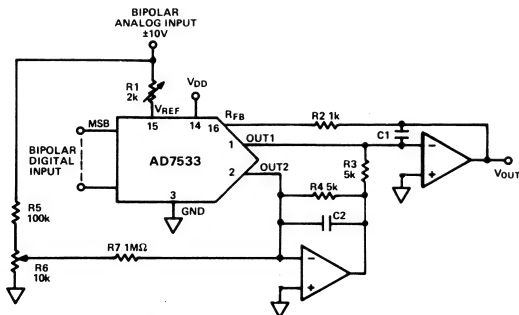 BIPOLAR
ANALOG INPUT
±10V
R1
2k
VREF
VDD
15
14
16
RFB
R2 1k
C1
MSB
BIPOLAR
DIGITAL
INPUT
AD7533
1
OUT1
2
OUT2
3
GND
R3
5k
R4 5k
C2
−
+
VOUT
R5
100k
R6
10k
R7 1MΩ
−
+